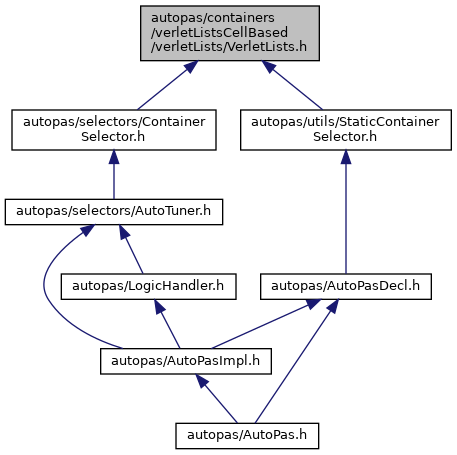 autopas/containers
/verletListsCellBased
/verletLists/VerletLists.h
autopas/selectors/Container
Selector.h
autopas/utils/StaticContainer
Selector.h
autopas/selectors/AutoTuner.h
autopas/LogicHandler.h
autopas/AutoPasDecl.h
autopas/AutoPasImpl.h
autopas/AutoPas.h